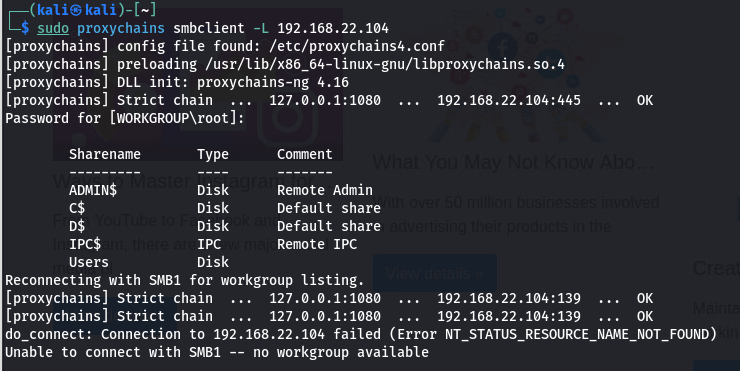 ┌──(kali㉿kali)-[~]
└─$ sudo proxychains smbclient -L 192.168.22.104
[proxychains] config file found: /etc/proxychains4.conf
[proxychains] preloading /usr/lib/x86_64-linux-gnu/libproxychains.so.4
[proxychains] DLL init: proxychains-ng 4.16
[proxychains] Strict chain  ...  127.0.0.1:1080  ...  192.168.22.104:445  ...  OK
Password for [WORKGROUP\root]:
Sharename       Type      Comment
---------       ----      -------
ADMIN$          Disk      Remote Admin
C$              Disk      Default share
D$              Disk      Default share
IPC$            IPC       Remote IPC
Users           Disk
Reconnecting with SMB1 for workgroup listing.
[proxychains] Strict chain  ...  127.0.0.1:1080  ...  192.168.22.104:139  ...  OK
[proxychains] Strict chain  ...  127.0.0.1:1080  ...  192.168.22.104:139  ...  OK
do_connect: Connection to 192.168.22.104 failed (Error NT_STATUS_RESOURCE_NAME_NOT_FOUND)
Unable to connect with SMB1 -- no workgroup available
What You May Not Know Abo...
With over 50 million businesses involved
advertising their products in the
View details »
Ways to Master Instagram for